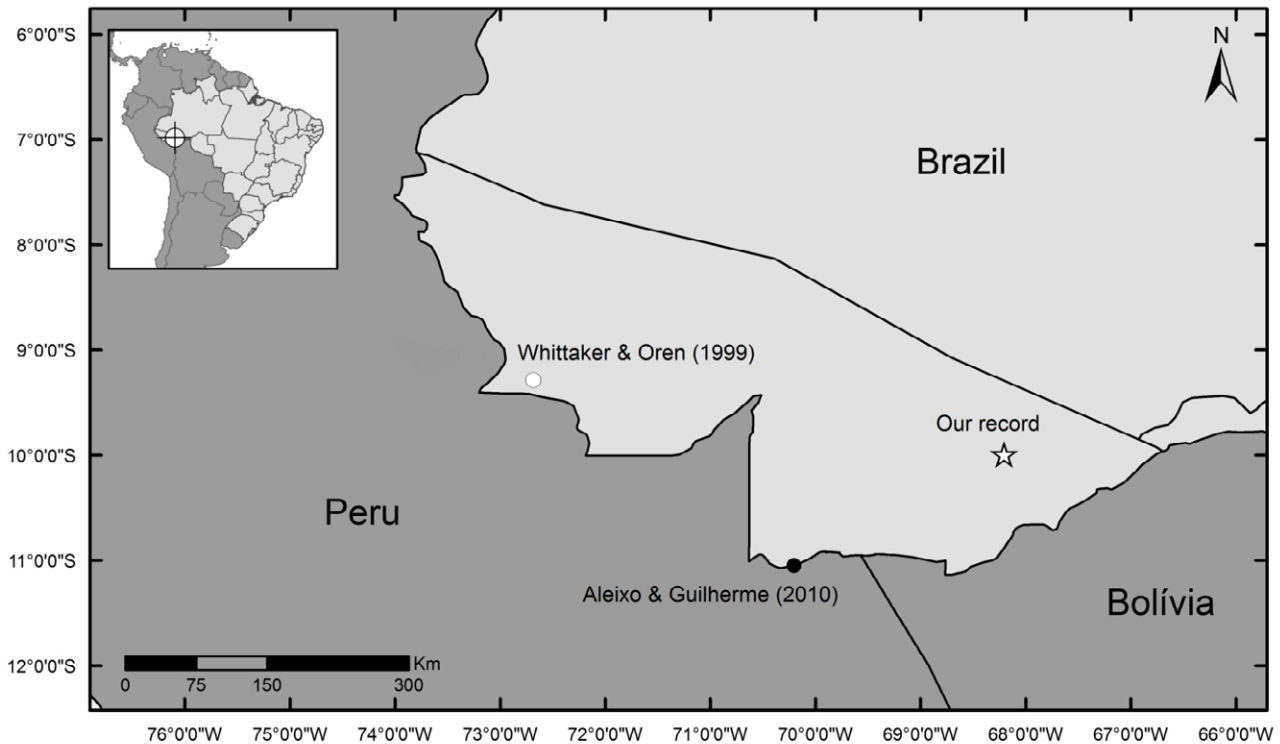 6°0'0"S
N
7°0'0"S
Brazil
8°0'0"S
9°0'0"S
Whittaker & Oren (1999)
Our record
10°0'0"S
Peru
11°0'0"S
Aleixo & Guilherme (2010)
Bolívia
12°0'0"S
Km
0 75 150 300
76°0'0"W 75°0'0"W 74°0'0"W 73°0'0"W 72°0'0"W 71°0'0"W 70°0'0"W 69°0'0"W 68°0'0"W 67°0'0"W 66°0'0"W